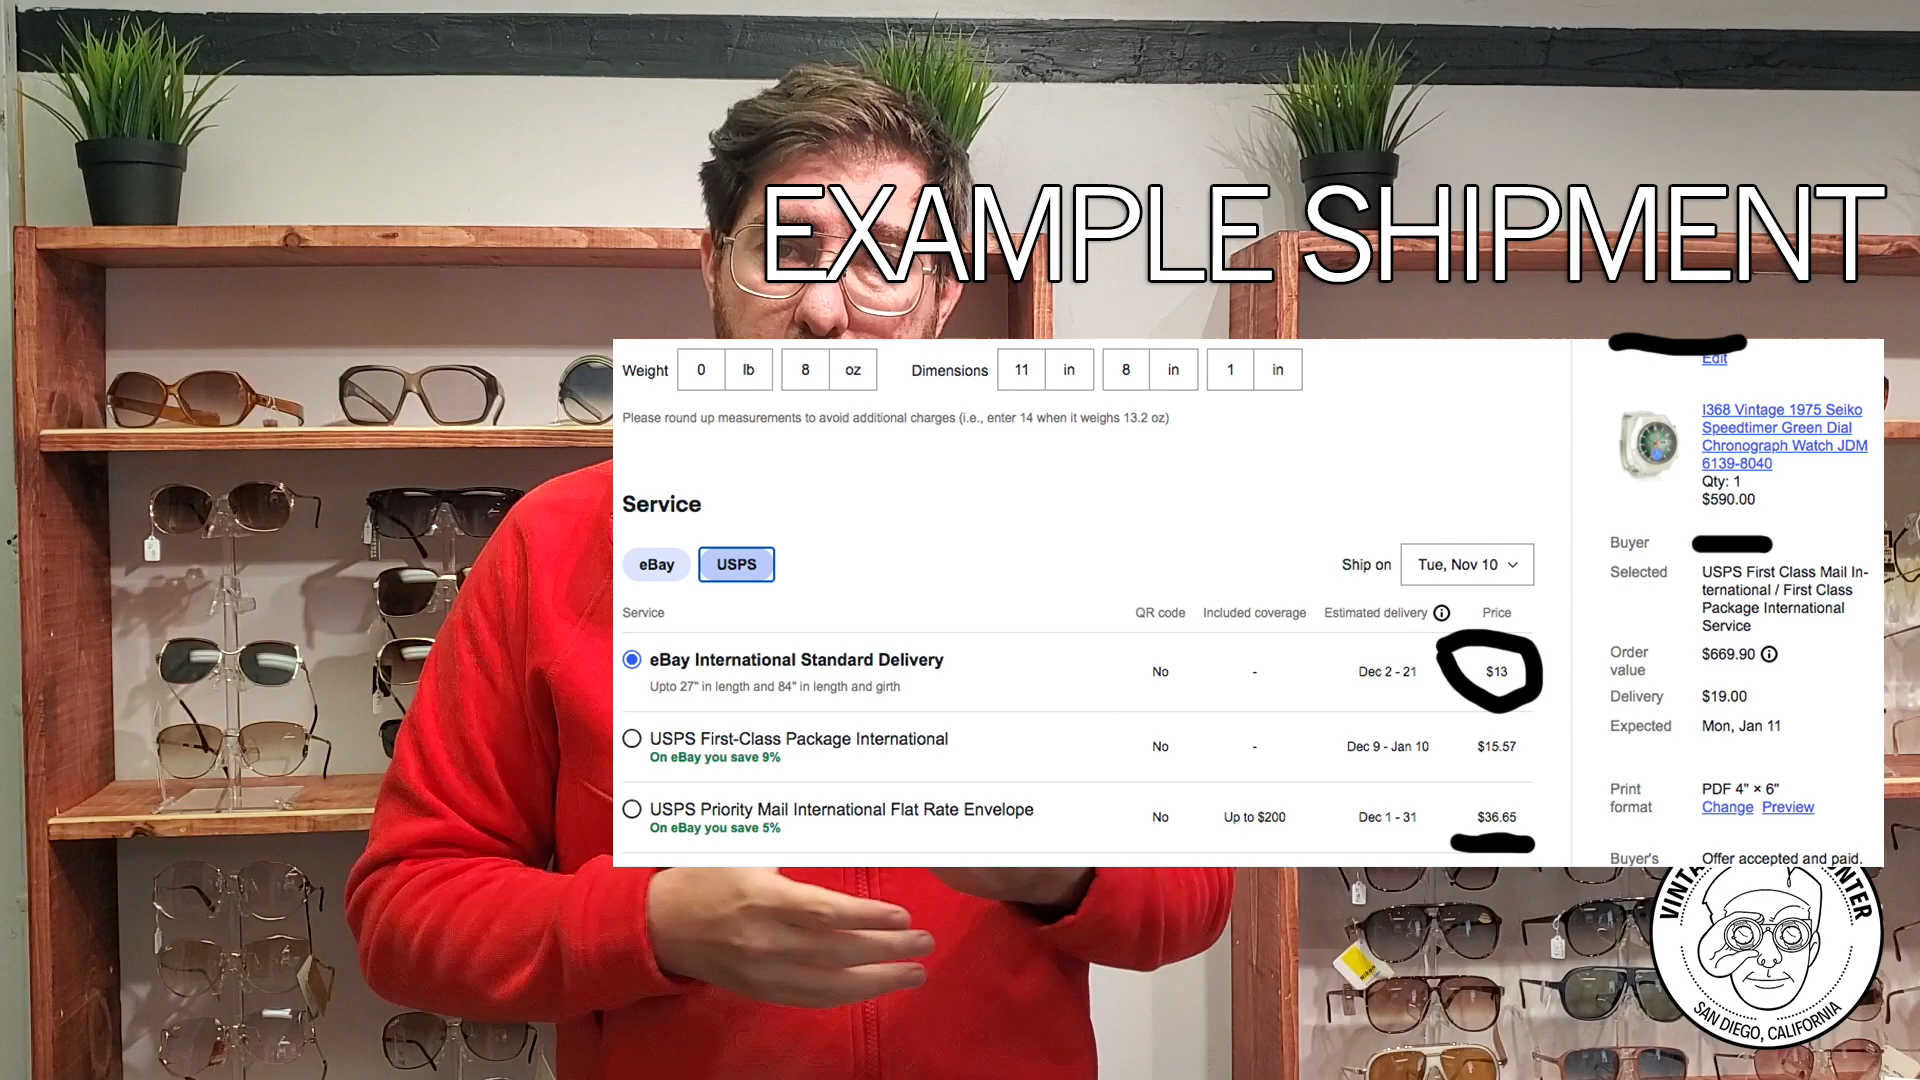 EXAMPLE SHIPMENT
Weight 0 lb 8 oz Dimensions 11 in 8 in 1 in
Please round up measurements to avoid additional charges (i.e., enter 14 when it weighs 13.2 oz)
Service
eBay USPS
Ship on Tue, Nov 10
Service QR code Included coverage Estimated delivery Price
eBay International Standard Delivery No - Dec 2 - 21 $13
Upto 27" in length and 84" in length and girth
USPS First-Class Package International No - Dec 9 - Jan 10 $15.57
On eBay you save 9%
USPS Priority Mail International Flat Rate Envelope No Up to $200 Dec 1 - 31 $36.65
On eBay you save 5%
Edit
I368 Vintage 1975 Seiko
Speedtimer Green Dial
Chronograph Watch JDM
6139-8040
Qty: 1
$590.00
Buyer
Selected USPS First Class Mail In-
ternational / First Class
Package International
Service
Order
value $669.90
Delivery $19.00
Expected Mon, Jan 11
Print
format PDF 4" × 6"
Change Preview
Buyer's Offer accepted and paid.
SAN DIEGO, CALIFORNIA
Nikon